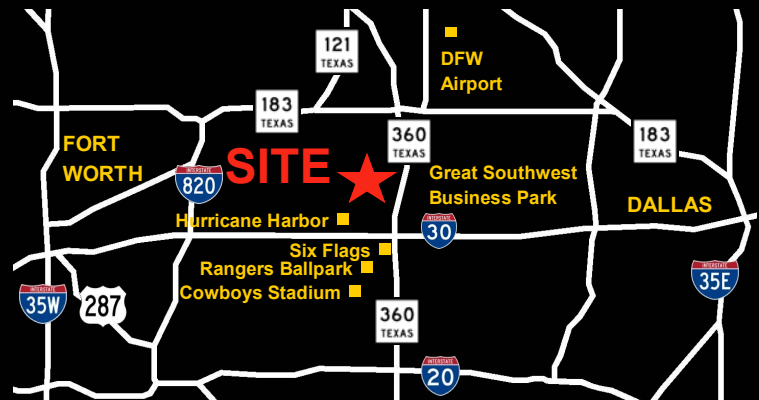 121
TEXAS
DFW
Airport
183
TEXAS
360
TEXAS
183
TEXAS
FORT
WORTH
SITE
INTERSTATE
820
Great Southwest
Business Park
DALLAS
Hurricane Harbor
INTERSTATE
30
Six Flags
Rangers Ballpark
INTERSTATE
35E
Cowboys Stadium
INTERSTATE
35W
287
360
TEXAS
INTERSTATE
20